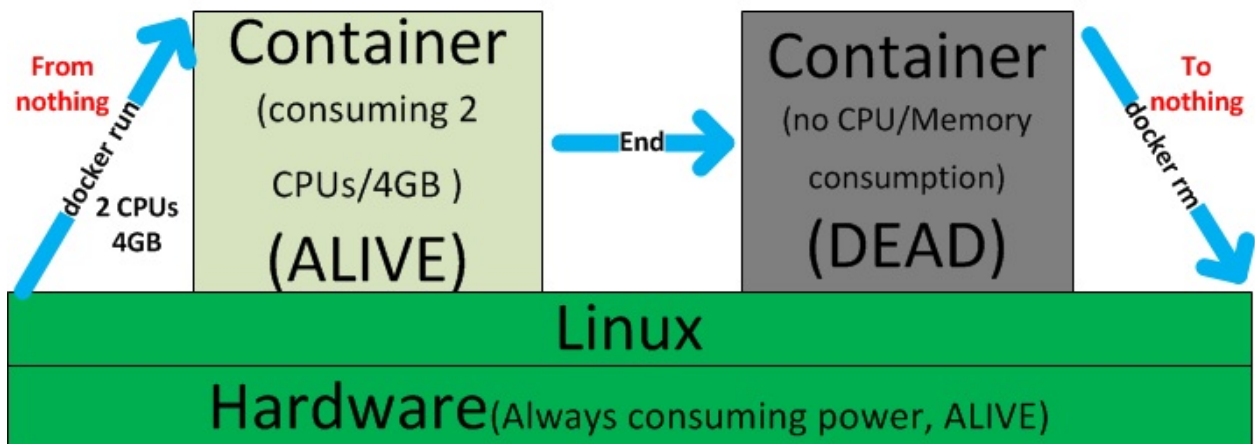 From
nothing
docker run
2 CPUs
4GB
Container
(consuming 2
CPUs/4GB )
(ALIVE)
End
Container
(no CPU/Memory
consumption)
(DEAD)
To
nothing
docker rm
Linux
Hardware(Always consuming power, ALIVE)